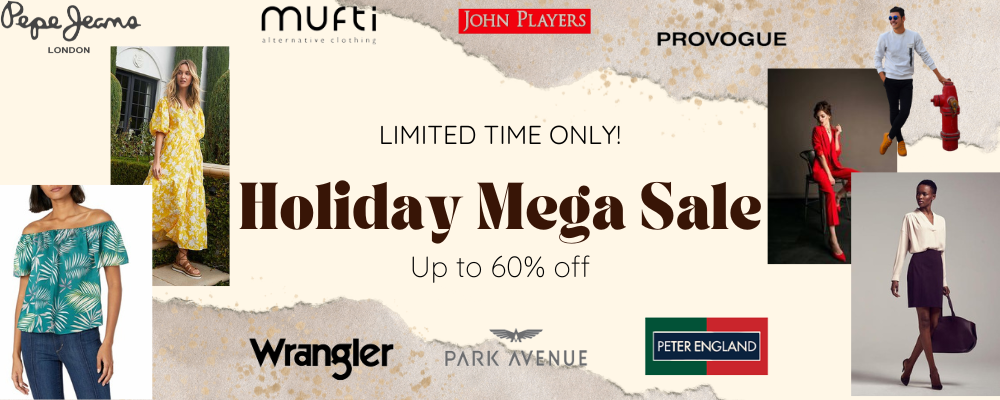 Pepe Jeans
LONDON
mufti
alternative clothing
JOHN PLAYERS
PROVOGUE
LIMITED TIME ONLY!
Holiday Mega Sale
Up to 60% off
Wrangler
PARK AVENUE
PETER ENGLAND